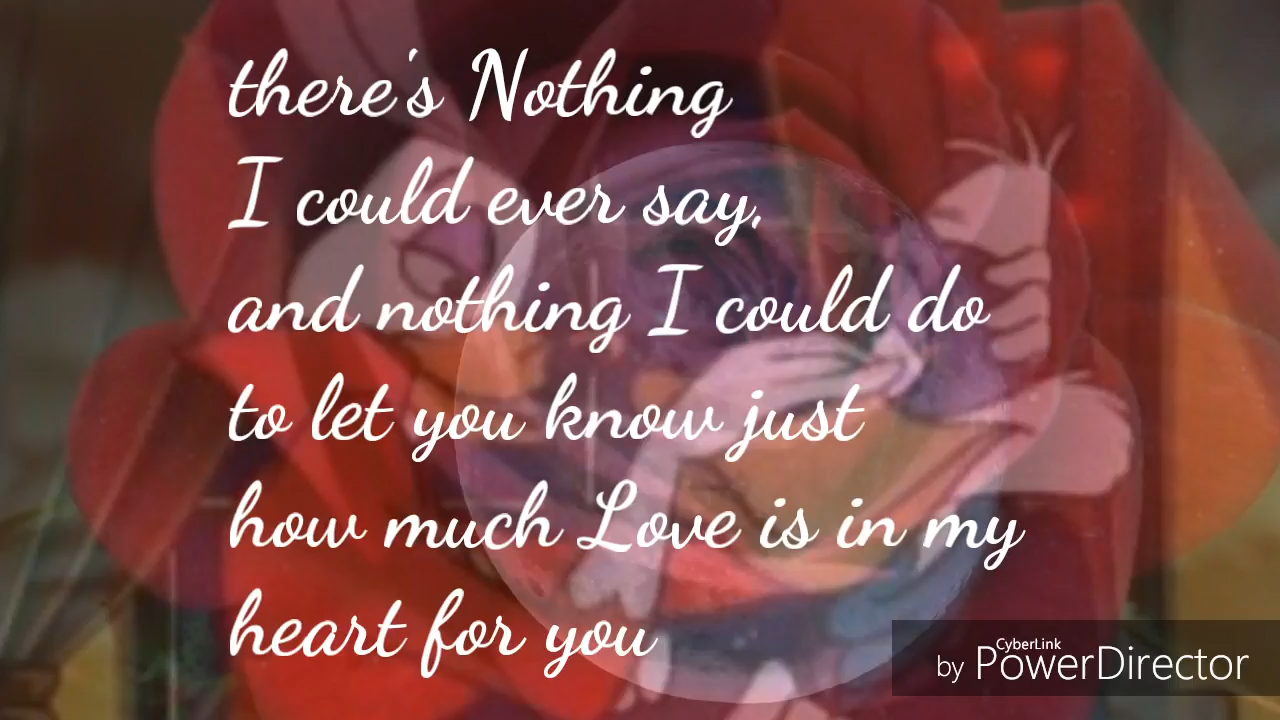 there's Nothing
I could ever say,
and nothing I could do
to let you know just
how much Love is in my
heart for you
CyberLink
by PowerDirector